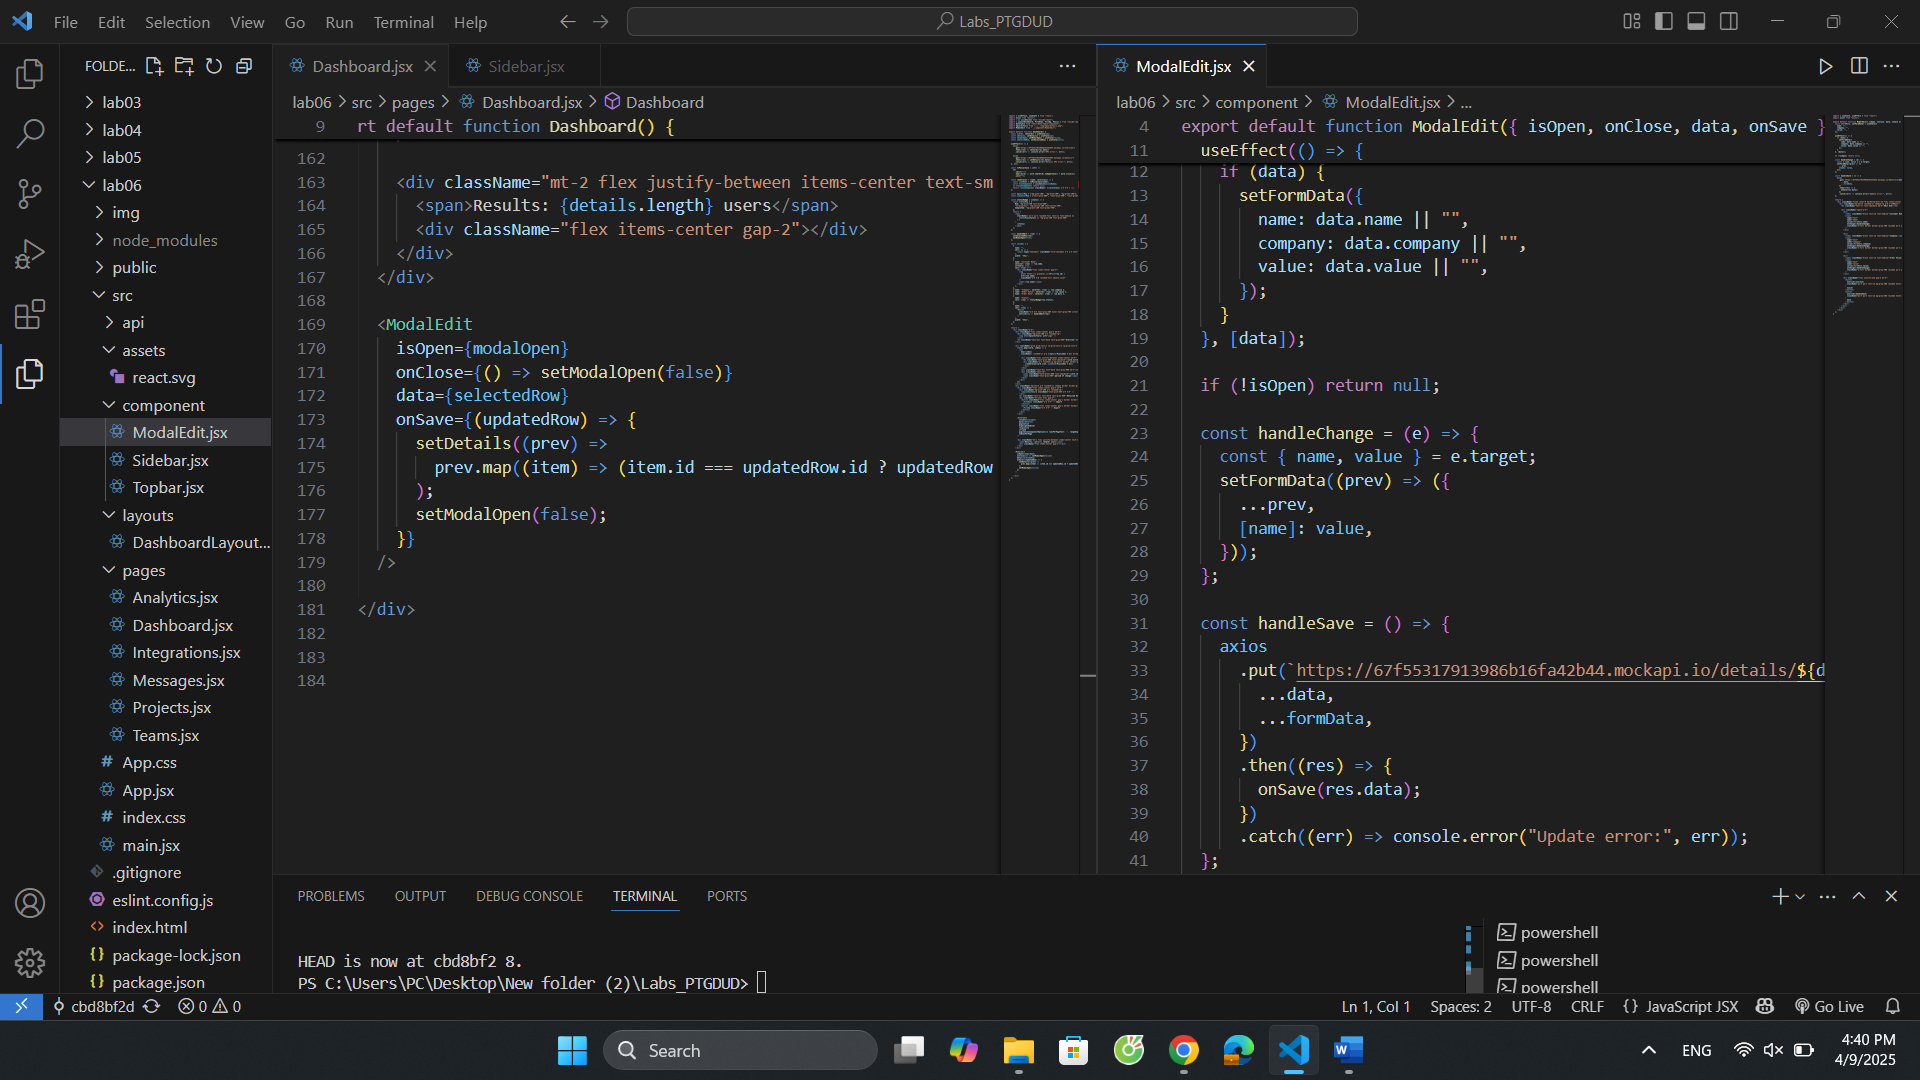 File Edit Selection View Go Run Terminal Help
Labs_PTGDUD
FOLDE...
lab03
lab04
lab05
lab06
img
node_modules
public
src
api
assets
react.svg
component
ModalEdit.jsx
Sidebar.jsx
Topbar.jsx
layouts
DashboardLayout...
pages
Analytics.jsx
Dashboard.jsx
Integrations.jsx
Messages.jsx
Projects.jsx
Teams.jsx
# App.css
App.jsx
# index.css
main.jsx
.gitignore
eslint.config.js
<> index.html
{} package-lock.json
{} package.json
Dashboard.jsx Sidebar.jsx ...
lab06 > src > pages > Dashboard.jsx > Dashboard
9 rt default function Dashboard() {
162
163 <div className="mt-2 flex justify-between items-center text-sm
164 <span>Results: {details.length} users</span>
165 <div className="flex items-center gap-2"></div>
166 </div>
167 </div>
168
169 <ModalEdit
170 isOpen={modalOpen}
171 onClose={() => setModalOpen(false)}
172 data={selectedRow}
173 onSave={(updatedRow) => {
174 setDetails((prev) =>
175 prev.map((item) => (item.id === updatedRow.id ? updatedRow
176 );
177 setModalOpen(false);
178 }}
179 />
180
181 </div>
182
183
184
ModalEdit.jsx ...
lab06 > src > component > ModalEdit.jsx > ...
4 export default function ModalEdit({ isOpen, onClose, data, onSave }
11 useEffect(() => {
12 if (data) {
13 setFormData({
14 name: data.name || "",
15 company: data.company || "",
16 value: data.value || "",
17 });
18 }
19 }, [data]);
20
21 if (!isOpen) return null;
22
23 const handleChange = (e) => {
24 const { name, value } = e.target;
25 setFormData((prev) => ({
26 ...prev,
27 [name]: value,
28 }));
29 };
30
31 const handleSave = () => {
32 axios
33 .put(`https://67f55317913986b16fa42b44.mockapi.io/details/${d
34 ...data,
35 ...formData,
36 })
37 .then((res) => {
38 onSave(res.data);
39 })
40 .catch((err) => console.error("Update error:", err));
41 };
PROBLEMS OUTPUT DEBUG CONSOLE TERMINAL PORTS
HEAD is now at cbd8bf2 8.
PS C:\Users\PC\Desktop\New folder (2)\Labs_PTGDUD>
powershell
powershell
powershell
cbd8bf2d 0 0
Ln 1, Col 1 Spaces: 2 UTF-8 CRLF {} JavaScript JSX Go Live
Search
ENG
4:40 PM
4/9/2025